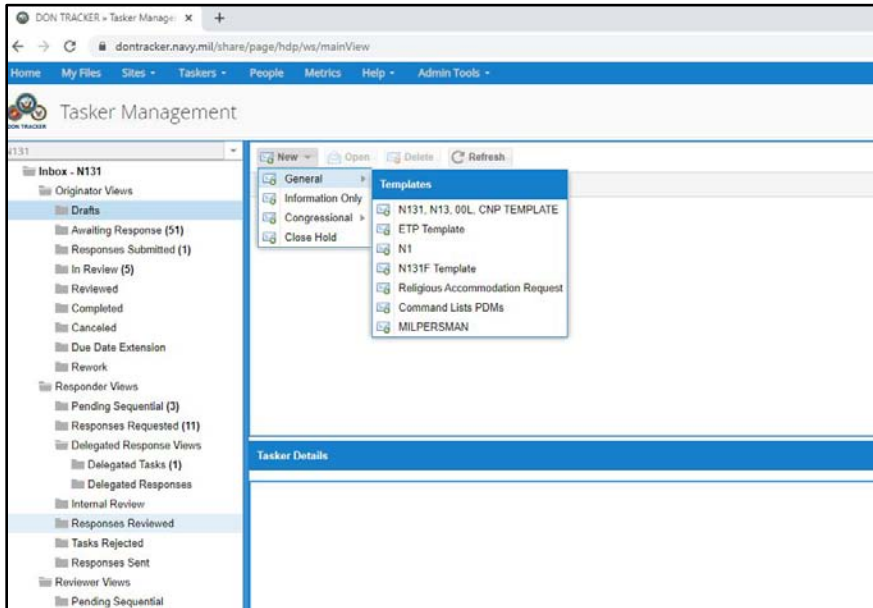 DON TRACKER » Tasker Manage
dontracker.navy.mil/share/page/hdp/ws/mainView
Home My Files Sites Taskers People Metrics Help Admin Tools
DON TRACKER
Tasker Management
N131
Inbox - N131
Originator Views
Drafts
Awaiting Response (51)
Responses Submitted (1)
In Review (5)
Reviewed
Completed
Canceled
Due Date Extension
Rework
Responder Views
Pending Sequential (3)
Responses Requested (11)
Delegated Response Views
Delegated Tasks (1)
Delegated Responses
Internal Review
Responses Reviewed
Tasks Rejected
Responses Sent
Reviewer Views
Pending Sequential
New Open Delete Refresh
General
Information Only
Congressional
Close Hold
Templates
N131, N13, 00L, CNP TEMPLATE
ETP Template
N1
N131F Template
Religious Accommodation Request
Command Lists PDMs
MILPERSMAN
Tasker Details